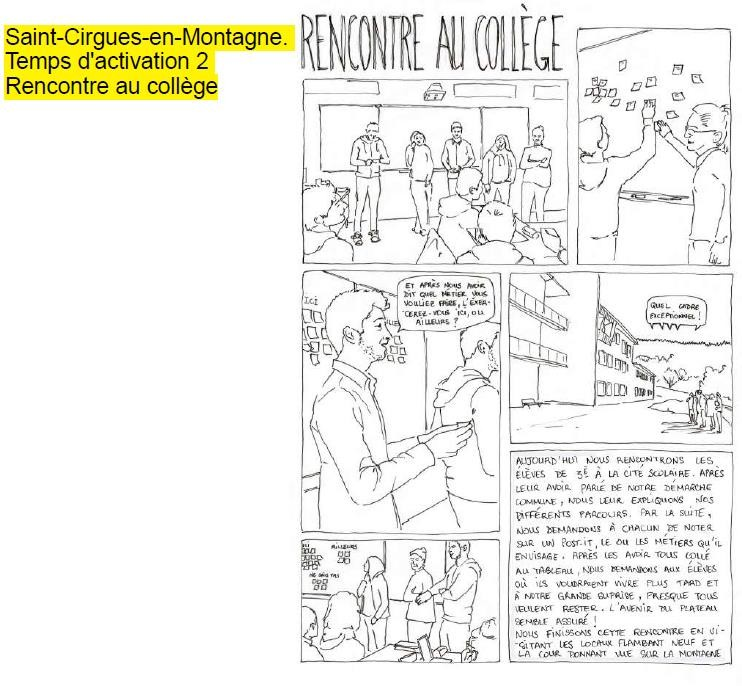 Saint-Cirgues-en-Montagne.
Temps d'activation 2
Rencontre au collège
RENCONTRE AU COLLÈGE
ET APRÈS NOUS AVOIR
DIT QUEL MÉTIER VOUS
VOULIEZ FAIRE, L'EXER-
CEREZ-VOUS ICI, OU
AILLEURS ?
ICI
QUEL CADRE
EXCEPTIONNEL !
AILLEURS
NE SAIS PAS
AUJOURD'HUI NOUS RENCONTRONS LES
ÉLÈVES DE 3E À LA CITÉ SCOLAIRE. APRÈS
LEUR AVOIR PARLÉ DE NOTRE DÉMARCHE
COMMUNE, NOUS LEUR EXPLIQUONS NOS
DIFFÉRENTS PARCOURS. PAR LA SUITE,
NOUS DEMANDONS À CHACUN DE NOTER
SUR UN POST-IT, LE OU LES MÉTIERS QU'IL
ENVISAGE. APRÈS LES AVOIR TOUS COLLÉ
AU TABLEAU, NOUS DEMANDONS AUX ÉLÈVES
OÙ ILS VOUDRAIENT VIVRE PLUS TARD ET
À NOTRE GRANDE SUPRISE, PRESQUE TOUS
VEULENT RESTER. L'AVENIR DU PLATEAU
SEMBLE ASSURÉ !
NOUS FINISSONS CETTE RENCONTRE EN VI-
-SITANT LES LOCAUX FLAMBANT NEUF ET
LA COUR DONNANT VUE SUR LA MONTAGNE